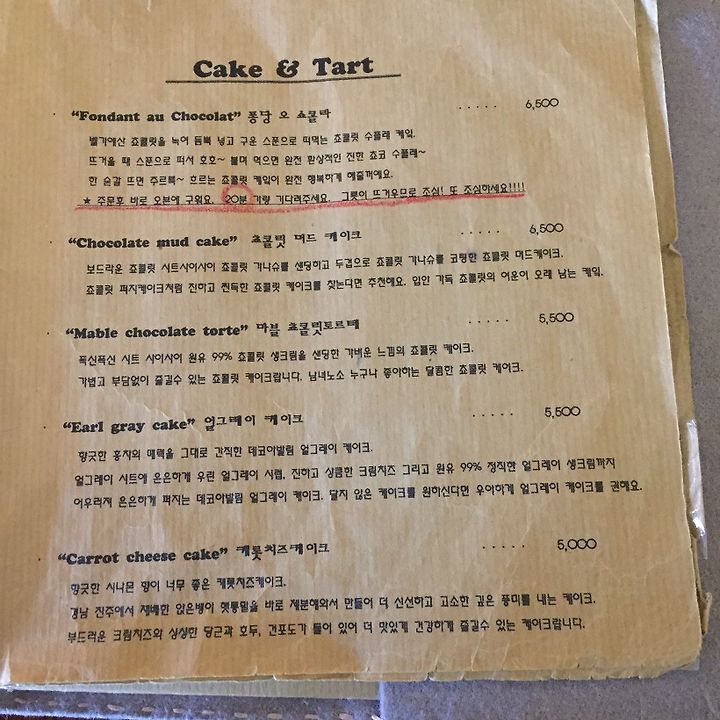 Cake & Tart
“Fondant au Chocolat” 퐁당 오 쇼콜라 ..... 6,500
벨기에산 쵸콜릿을 녹여 듬뿍 넣고 구운 스푼으로 떠먹는 쵸콜릿 수플레 케잌.
뜨거울 때 스푼으로 떠서 호호~ 불며 먹으면 완전 환상적인 진한 쵸코 수플레~
한 숟갈 뜨면 주르륵~ 흐르는 쵸콜릿 케잌이 완전 행복하게 해줄꺼에요.
★ 주문후 바로 오븐에 구워요. 20분 가량 기다려주세요. 그릇이 뜨거우므로 조심! 또 조심하세요!!!!
“Chocolate mud cake” 쵸콜릿 머드 케이크 ..... 6,500
보드라운 쵸콜릿 시트사이사이 쵸콜릿 가나슈를 샌딩하고 두겹으로 쵸콜릿 가나슈를 코팅한 쵸콜릿 머드케이크.
쵸콜릿 퍼지케이크처럼 진하고 찐득한 쵸콜릿 케이크를 찾는다면 추천해요. 입안 가득 쵸콜릿의 여운이 오래 남는 케잌.
“Mable chocolate torte” 마블 쵸콜릿토르테 ..... 5,500
폭신폭신 시트 사이사이 원유 99% 쵸콜릿 생크림을 샌딩한 가벼운 느낌의 쵸콜릿 케이크.
가볍고 부담없이 즐길수 있는 쵸콜릿 케이크랍니다. 남녀노소 누구나 좋아하는 달콤한 쵸콜릿 케이크.
“Earl gray cake” 얼그레이 케이크 ..... 5,500
향긋한 홍차의 매력을 그대로 간직한 데코아발림 얼그레이 케이크.
얼그레이 시트에 은은하게 우린 얼그레이 시럽, 진하고 상큼한 크림치즈 그리고 원유 99% 정직한 얼그레이 생크림까지
어우러져 은은하게 퍼지는 데코아발림 얼그레이 케이크. 달지 않은 케이크를 원하신다면 우아하게 얼그레이 케이크를 권해요.
“Carrot cheese cake” 캐롯치즈케이크 ..... 5,000
향긋한 시나몬 향이 너무 좋은 캐롯치즈케이크.
경남 진주에서 재배한 앉은뱅이 햇통밀을 바로 제분해와서 만들어 더 신선하고 고소한 깊은 풍미를 내는 케이크.
부드러운 크림치즈와 싱싱한 당근과 호두, 건포도가 들어 있어 더 맛있게 건강하게 즐길수 있는 케이크랍니다.